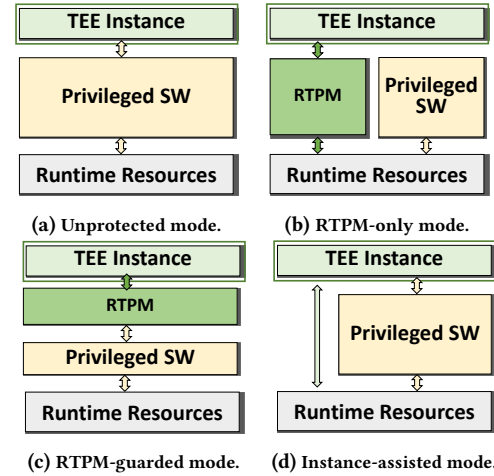 TEE Instance
Privileged SW
Runtime Resources
(a) Unprotected mode.
TEE Instance
RTPM
Privileged
SW
Runtime Resources
(b) RTPM-only mode.
TEE Instance
RTPM
Privileged SW
Runtime Resources
(c) RTPM-guarded mode.
TEE Instance
Privileged SW
Runtime Resources
(d) Instance-assisted mode.